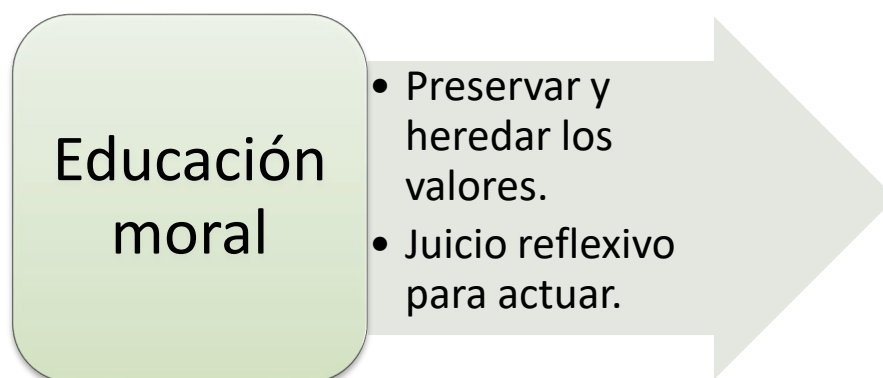 Educación
moral
• Preservar y
heredar los
valores.
• Juicio reflexivo
para actuar.